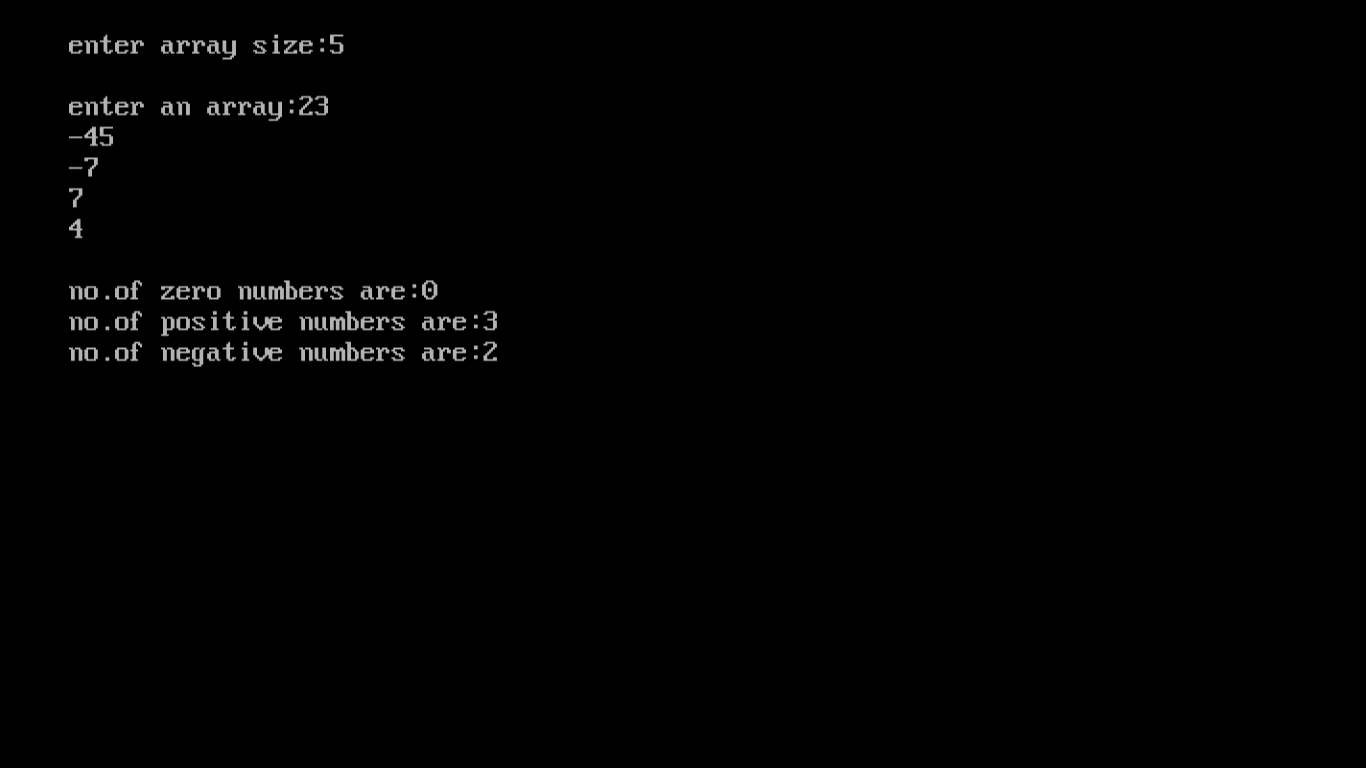 enter array size:5
enter an array:23
-45
-7
7
4
no.of zero numbers are:0
no.of positive numbers are:3
no.of negative numbers are:2